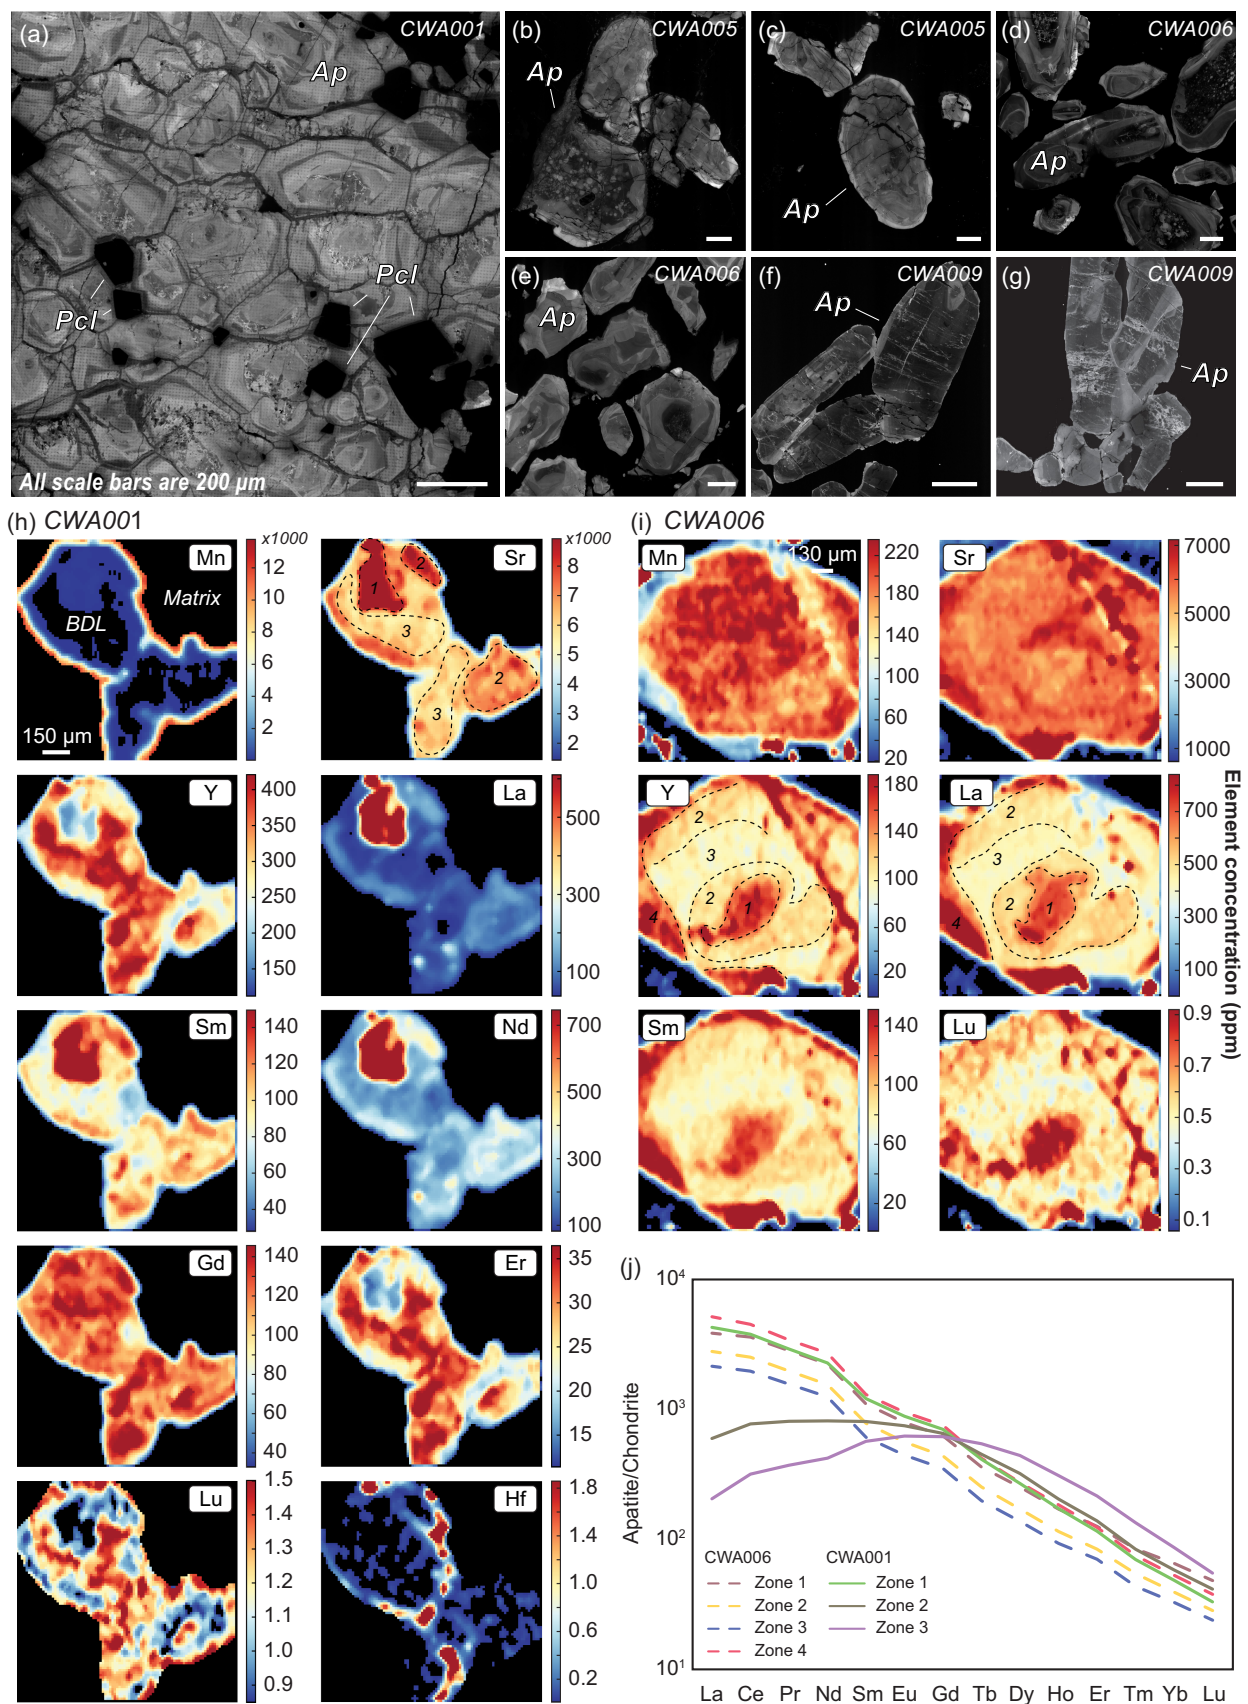 (a) CWA001
Ap
Pcl
Pcl
All scale bars are 200 µm
(b) CWA005
Ap
(c) CWA005
Ap
(d) CWA006
Ap
(e) CWA006
Ap
(f) CWA009
Ap
(g) CWA009
Ap
(h) CWA001
Mn
x1000
Matrix
BDL
150 µm
12
10
8
6
4
2
Sr
x1000
1
2
3
2
3
8
7
6
5
4
3
2
Y
400
350
300
250
200
150
La
500
300
100
Sm
140
120
100
80
60
40
Nd
700
500
300
100
Gd
140
120
100
80
60
40
Er
35
30
25
20
15
Lu
1.5
1.4
1.3
1.2
1.1
1.0
0.9
Hf
1.8
1.4
1.0
0.6
0.2
(i) CWA006
Mn
130 µm
220
180
140
100
60
20
Sr
7000
5000
3000
1000
Y
2
3
2
1
4
180
140
100
60
20
La
2
3
2
1
4
700
500
300
100
Element concentration (ppm)
Sm
140
100
60
20
Lu
0.9
0.7
0.5
0.3
0.1
(j)
Apatite/Chondrite
10⁴
10³
10²
10¹
CWA006 CWA001
Zone 1 Zone 1
Zone 2 Zone 2
Zone 3 Zone 3
Zone 4
La Ce Pr Nd Sm Eu Gd Tb Dy Ho Er Tm Yb Lu